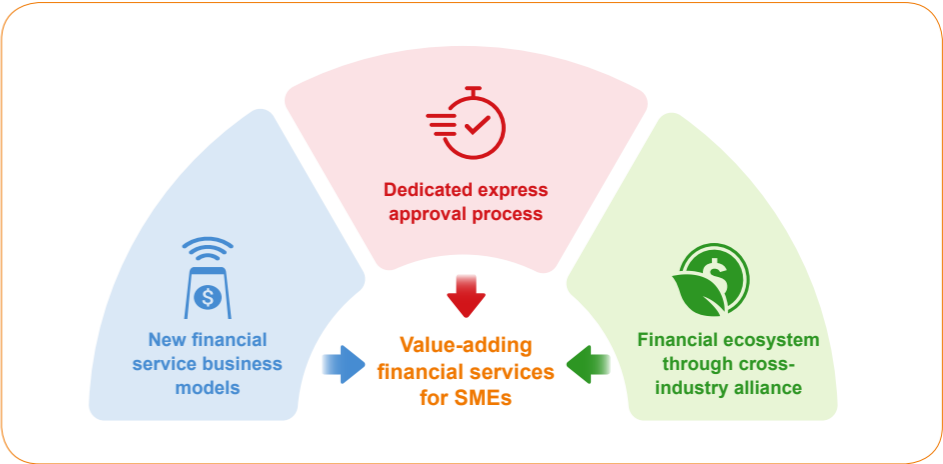 Dedicated express
approval process
New financial
service business
models
Value-adding
financial services
for SMEs
Financial ecosystem
through cross-
industry alliance
$
$